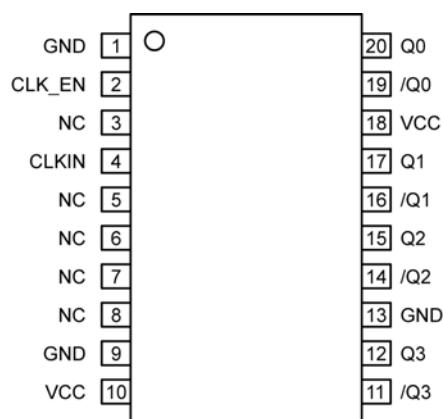 GND 1 20 Q0
CLK_EN 2 19 /Q0
NC 3 18 VCC
CLKIN 4 17 Q1
NC 5 16 /Q1
NC 6 15 Q2
NC 7 14 /Q2
NC 8 13 GND
GND 9 12 Q3
VCC 10 11 /Q3